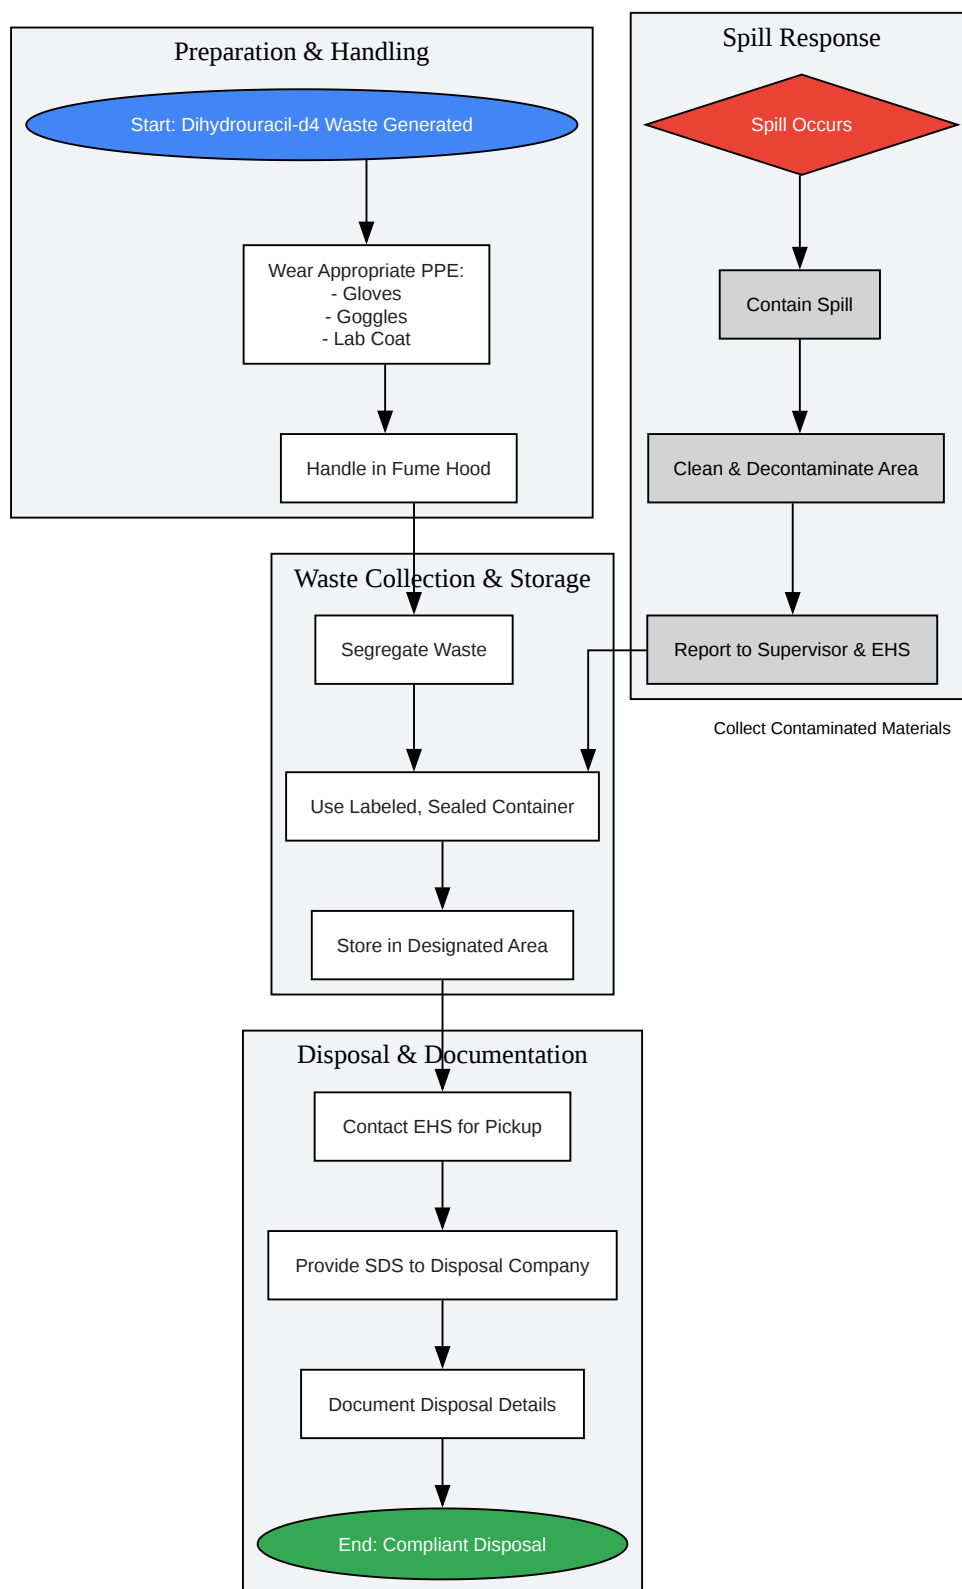 Preparation & Handling
Start: Dihydrouracil-d4 Waste Generated
Wear Appropriate PPE:
- Gloves
- Goggles
- Lab Coat
Handle in Fume Hood
Spill Response
Spill Occurs
Contain Spill
Clean & Decontaminate Area
Report to Supervisor & EHS
Collect Contaminated Materials
Waste Collection & Storage
Segregate Waste
Use Labeled, Sealed Container
Store in Designated Area
Disposal & Documentation
Contact EHS for Pickup
Provide SDS to Disposal Company
Document Disposal Details
End: Compliant Disposal